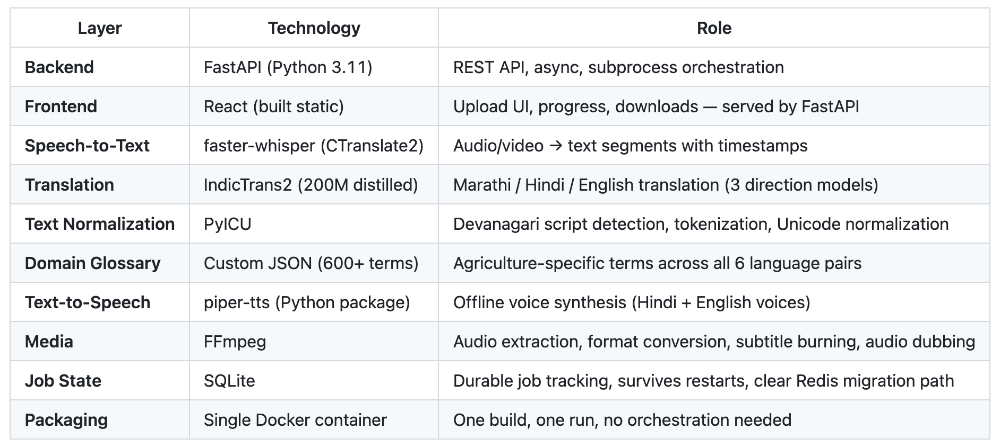 Layer Technology Role
Backend FastAPI (Python 3.11) REST API, async, subprocess orchestration
Frontend React (built static) Upload UI, progress, downloads — served by FastAPI
Speech-to-Text faster-whisper (CTranslate2) Audio/video → text segments with timestamps
Translation IndicTrans2 (200M distilled) Marathi / Hindi / English translation (3 direction models)
Text Normalization PyICU Devanagari script detection, tokenization, Unicode normalization
Domain Glossary Custom JSON (600+ terms) Agriculture-specific terms across all 6 language pairs
Text-to-Speech piper-tts (Python package) Offline voice synthesis (Hindi + English voices)
Media FFmpeg Audio extraction, format conversion, subtitle burning, audio dubbing
Job State SQLite Durable job tracking, survives restarts, clear Redis migration path
Packaging Single Docker container One build, one run, no orchestration needed